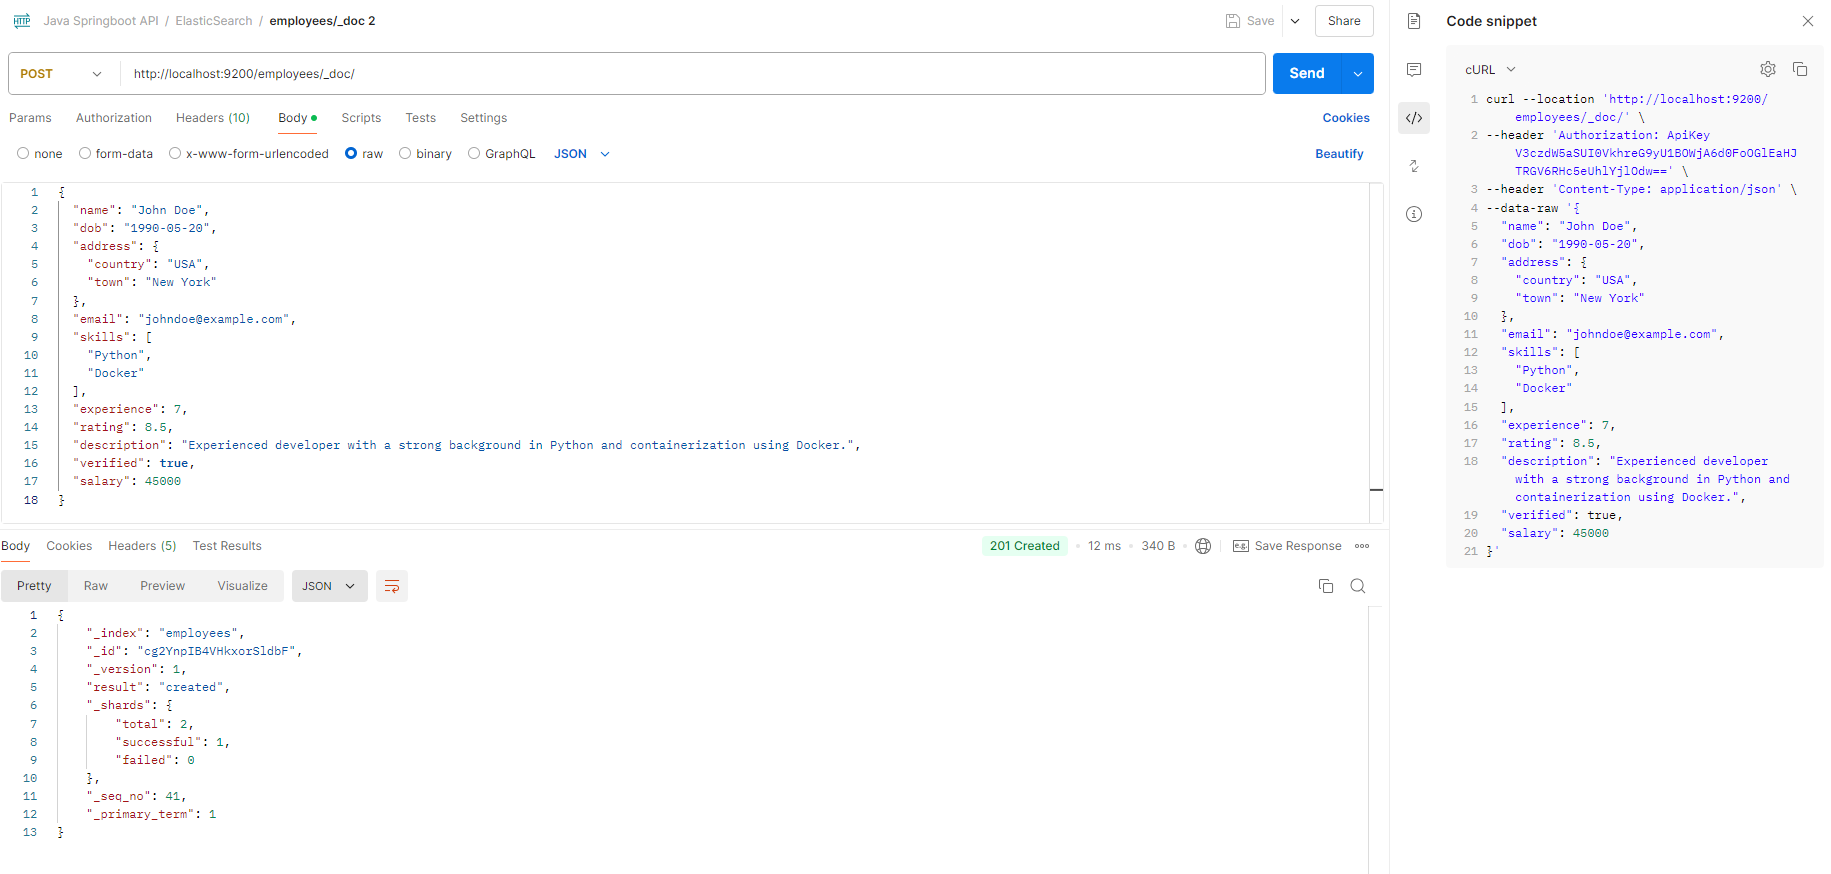 Java Springboot API / ElasticSearch / employees/_doc 2
Save
Share
POST
http://localhost:9200/employees/_doc/
Send
Params Authorization Headers (10) Body Scripts Tests Settings
Cookies
none form-data x-www-form-urlencoded raw binary GraphQL JSON
Beautify
1 {
2 "name": "John Doe",
3 "dob": "1990-05-20",
4 "address": {
5 "country": "USA",
6 "town": "New York"
7 },
8 "email": "johndoe@example.com",
9 "skills": [
10 "Python",
11 "Docker"
12 ],
13 "experience": 7,
14 "rating": 8.5,
15 "description": "Experienced developer with a strong background in Python and containerization using Docker.",
16 "verified": true,
17 "salary": 45000
18 }
Body Cookies Headers (5) Test Results
201 Created 12 ms 340 B
e.g. Save Response
Pretty Raw Preview Visualize JSON
1 {
2 "_index": "employees",
3 "_id": "cg2YnpIB4VHkxorSldbF",
4 "_version": 1,
5 "result": "created",
6 "_shards": {
7 "total": 2,
8 "successful": 1,
9 "failed": 0
10 },
11 "_seq_no": 41,
12 "_primary_term": 1
13 }
Code snippet
cURL
1 curl --location 'http://localhost:9200/
employees/_doc/' \
2 --header 'Authorization: ApiKey
V3czdW5aSUI0VkhreG9yU1BOWjA6d0FoOGlEaHJ
TRGV6RHc5eUhlYjlOdw==' \
3 --header 'Content-Type: application/json' \
4 --data-raw '{
5 "name": "John Doe",
6 "dob": "1990-05-20",
7 "address": {
8 "country": "USA",
9 "town": "New York"
10 },
11 "email": "johndoe@example.com",
12 "skills": [
13 "Python",
14 "Docker"
15 ],
16 "experience": 7,
17 "rating": 8.5,
18 "description": "Experienced developer
with a strong background in Python and
containerization using Docker.",
19 "verified": true,
20 "salary": 45000
21 }'